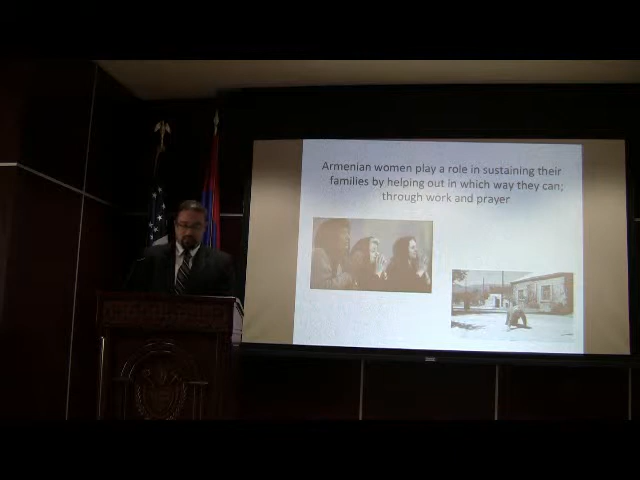 Armenian women play a role in sustaining their
families by helping out in which way they can;
through work and prayer